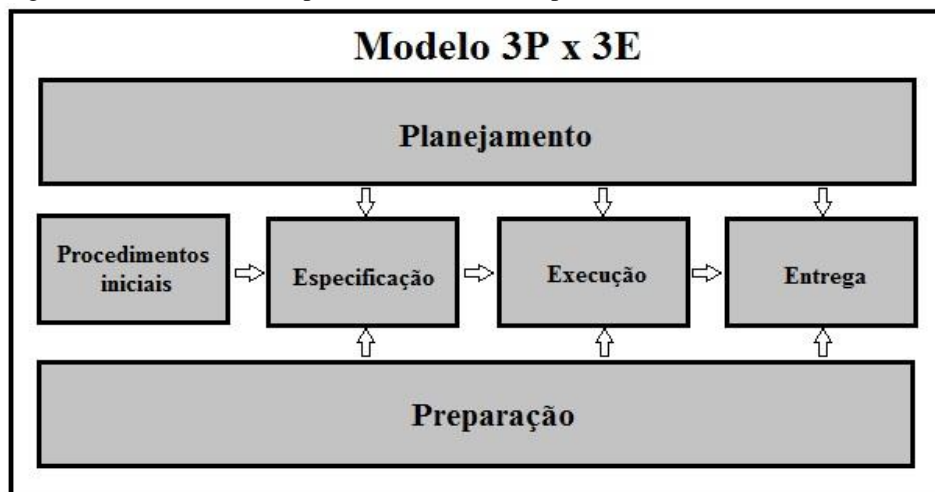 Modelo 3P x 3E
Planejamento
Procedimentos
iniciais
Especificação
Execução
Entrega
Preparação